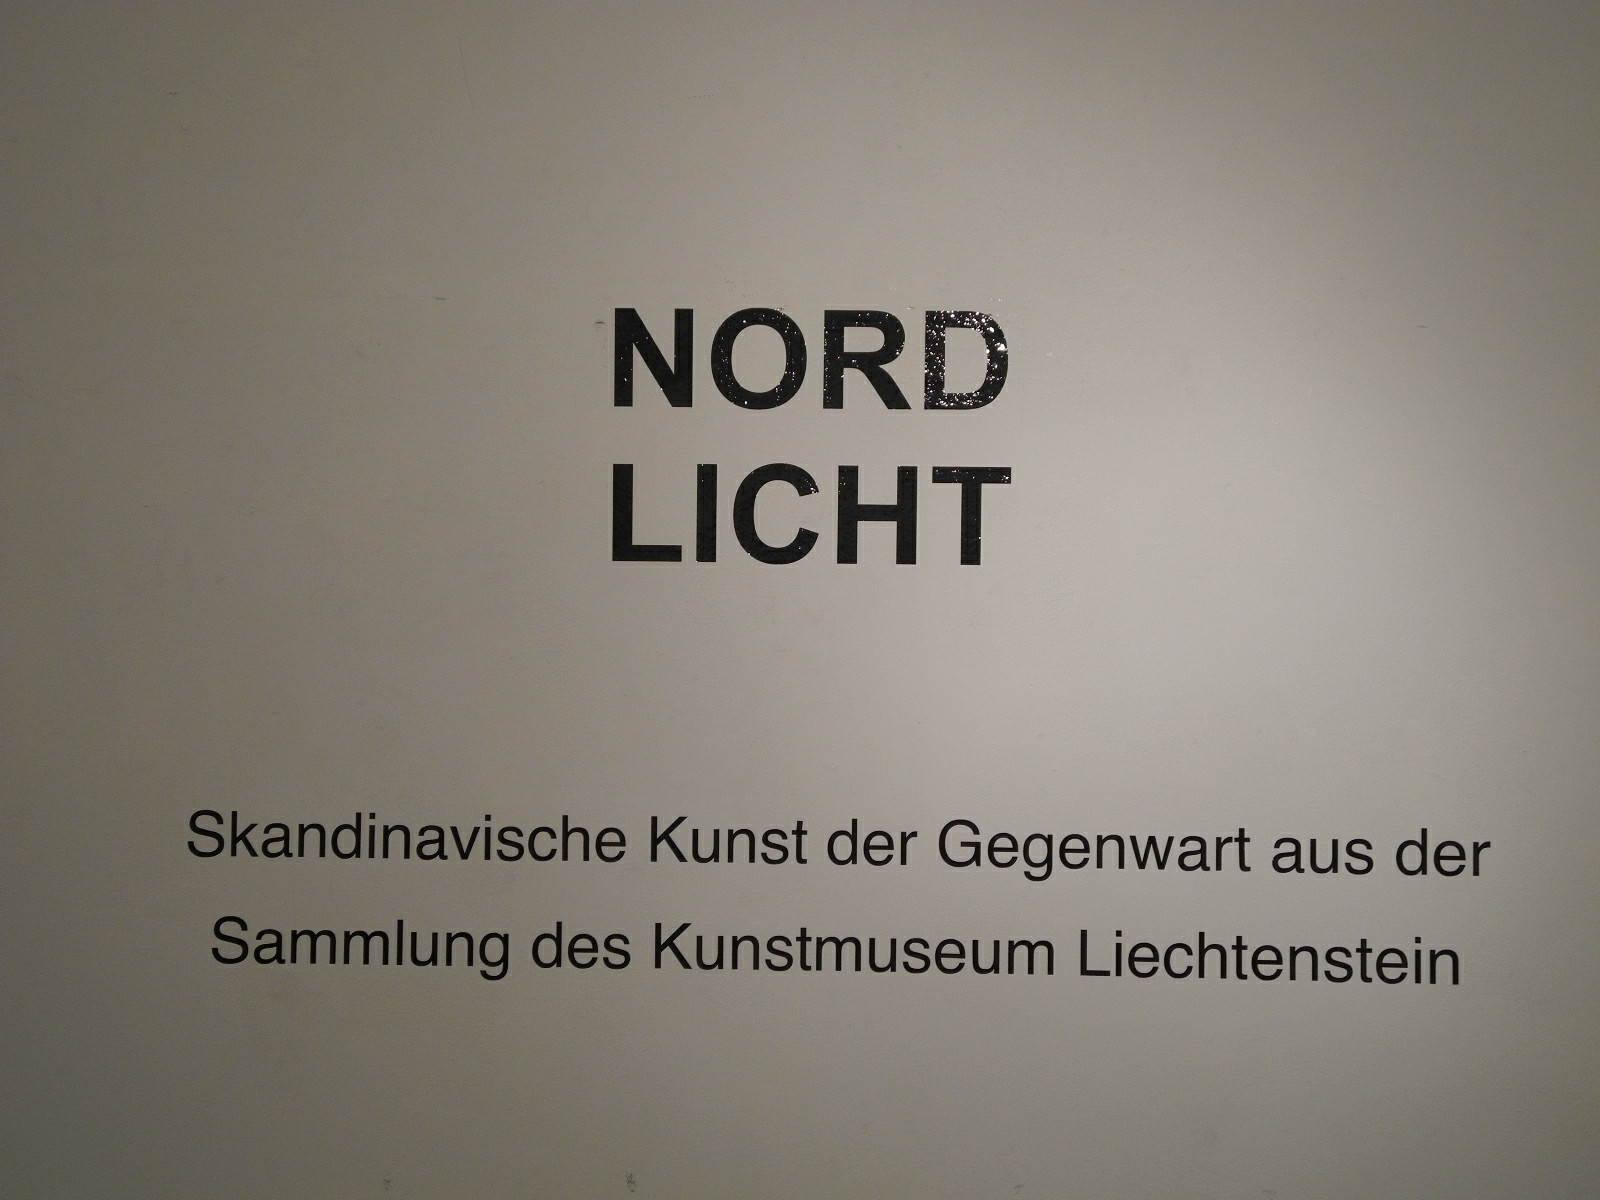 NORD
LICHT
Skandinavische Kunst der Gegenwart aus der
Sammlung des Kunstmuseum Liechtenstein